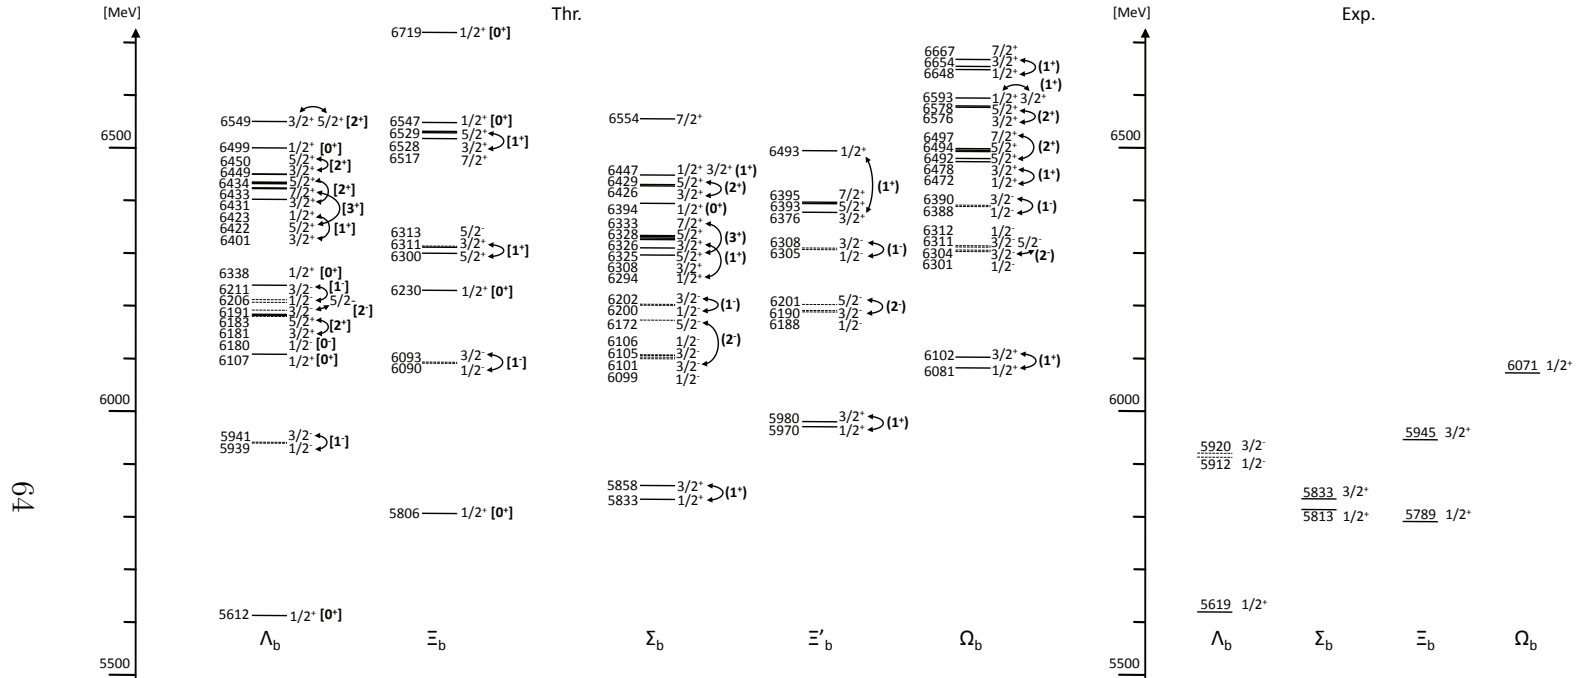 [MeV] Thr. [MeV] Exp.
6500
6000
5500
6549 3/2⁺ 5/2⁺ [2⁺]
6499 1/2⁺ [0⁺]
6450 5/2⁺
6449 3/2⁺ [2⁺]
6434 5/2⁺
6433 7/2⁺ [2⁺]
6431 3/2⁺ [3⁺]
6423 1/2⁺
6422 5/2⁺ [1⁺]
6401 3/2⁺
6338 1/2⁺ [0⁺]
6211 3/2⁻ [1⁻]
6206 1/2⁻ 5/2⁻
6191 3/2⁻ [2⁻]
6183 5/2⁺ [2⁺]
6181 3/2⁺
6180 1/2⁻ [0⁻]
6107 1/2⁺ [0⁺]
5941 3/2⁻ [1⁻]
5939 1/2⁻
5612 1/2⁺ [0⁺]
Λb
6719 1/2⁺ [0⁺]
6547 1/2⁺ [0⁺]
6529 5/2⁺ [1⁺]
6528 3/2⁺
6517 7/2⁺
6313 5/2⁻
6311 3/2⁺ [1⁺]
6300 5/2⁺
6230 1/2⁺ [0⁺]
6093 3/2⁻ [1⁻]
6090 1/2⁻
5806 1/2⁺ [0⁺]
Ξb
6554 7/2⁺
6447 1/2⁺ 3/2⁺ (1⁺)
6429 5/2⁺ (2⁺)
6426 3/2⁺
6394 1/2⁺ (0⁺)
6333 7/2⁺
6328 5/2⁺ (3⁺)
6326 3/2⁺
6325 5/2⁺ (1⁺)
6308 3/2⁺
6294 1/2⁺
6202 3/2⁻ (1⁻)
6200 1/2⁻
6172 5/2⁻
6106 1/2⁻ (2⁻)
6105 3/2⁻
6101 3/2⁻
6099 1/2⁻
5858 3/2⁺ (1⁺)
5833 1/2⁺
Σb
6493 1/2⁺
(1⁺)
6395 7/2⁺
6393 5/2⁺
6376 3/2⁺
6308 3/2⁻ (1⁻)
6305 1/2⁻
6201 5/2⁻ (2⁻)
6190 3/2⁻
6188 1/2⁻
5980 3/2⁺ (1⁺)
5970 1/2⁺
Ξ′b
6667 7/2⁺
6654 3/2⁺ (1⁺)
6648 1/2⁺
(1⁺)
6593 1/2⁺ 3/2⁺
6578 5/2⁺ (2⁺)
6576 3/2⁺
6497 7/2⁺
6494 5/2⁺ (2⁺)
6492 5/2⁺
6478 3/2⁺ (1⁺)
6472 1/2⁺
6390 3/2⁻ (1⁻)
6388 1/2⁻
6312 1/2⁻
6311 3/2⁻ 5/2⁻
6304 3/2⁻ (2⁻)
6301 1/2⁻
6102 3/2⁺ (1⁺)
6081 1/2⁺
Ωb
6500
6000
5500
5920 3/2⁻
5912 1/2⁻
5619 1/2⁺
Λb
5833 3/2⁺
5813 1/2⁺
Σb
5945 3/2⁺
5789 1/2⁺
Ξb
6071 1/2⁺
Ωb
64